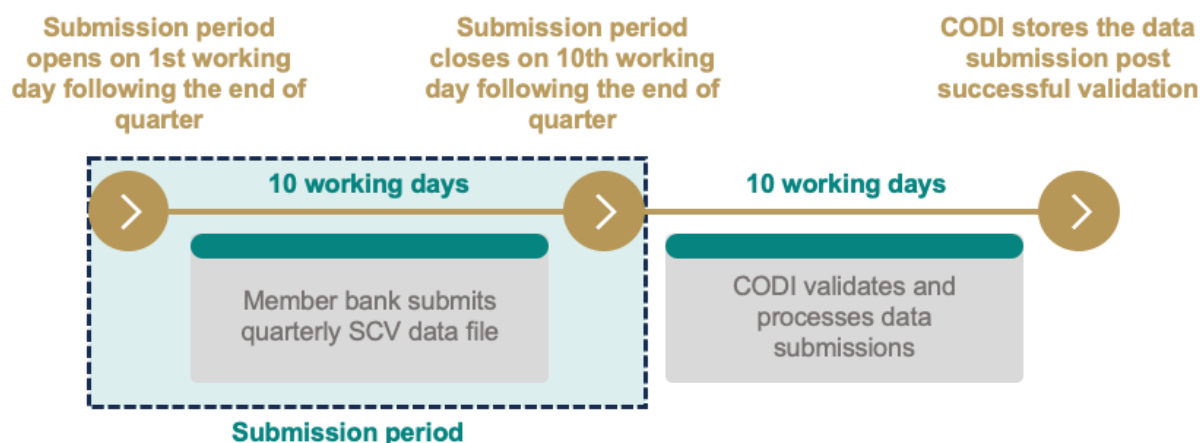 Submission period
opens on 1st working
day following the end of
quarter
Submission period
closes on 10th working
day following the end of
quarter
CODI stores the data
submission post
successful validation
10 working days
10 working days
Member bank submits
quarterly SCV data file
CODI validates and
processes data
submissions
Submission period